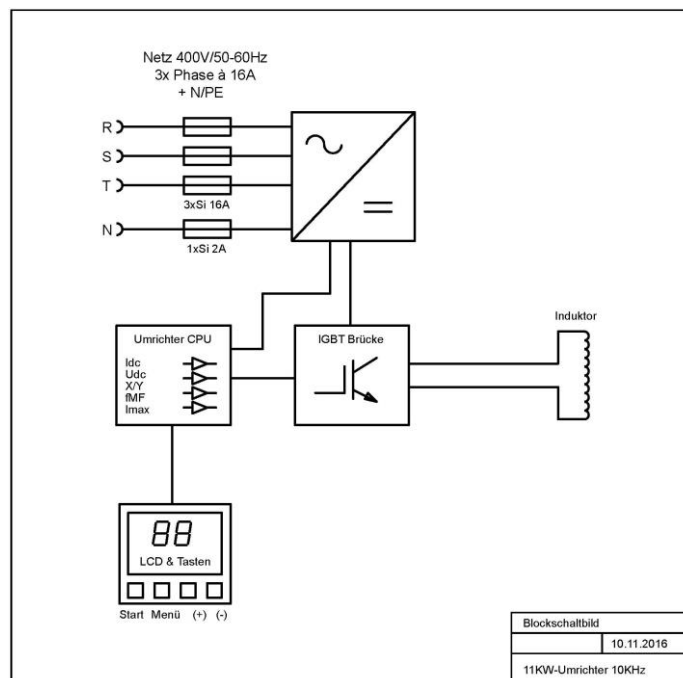 Netz 400V/50-60Hz
3x Phase à 16A
+ N/PE
R
S
T
3xSi 16A
N
1xSi 2A
Umrichter CPU
Idc
Udc
X/Y
fMF
Imax
IGBT Brücke
Induktor
88
LCD & Tasten
Start Menü (+) (-)
Blockschaltbild
10.11.2016
11KW-Umrichter 10KHz